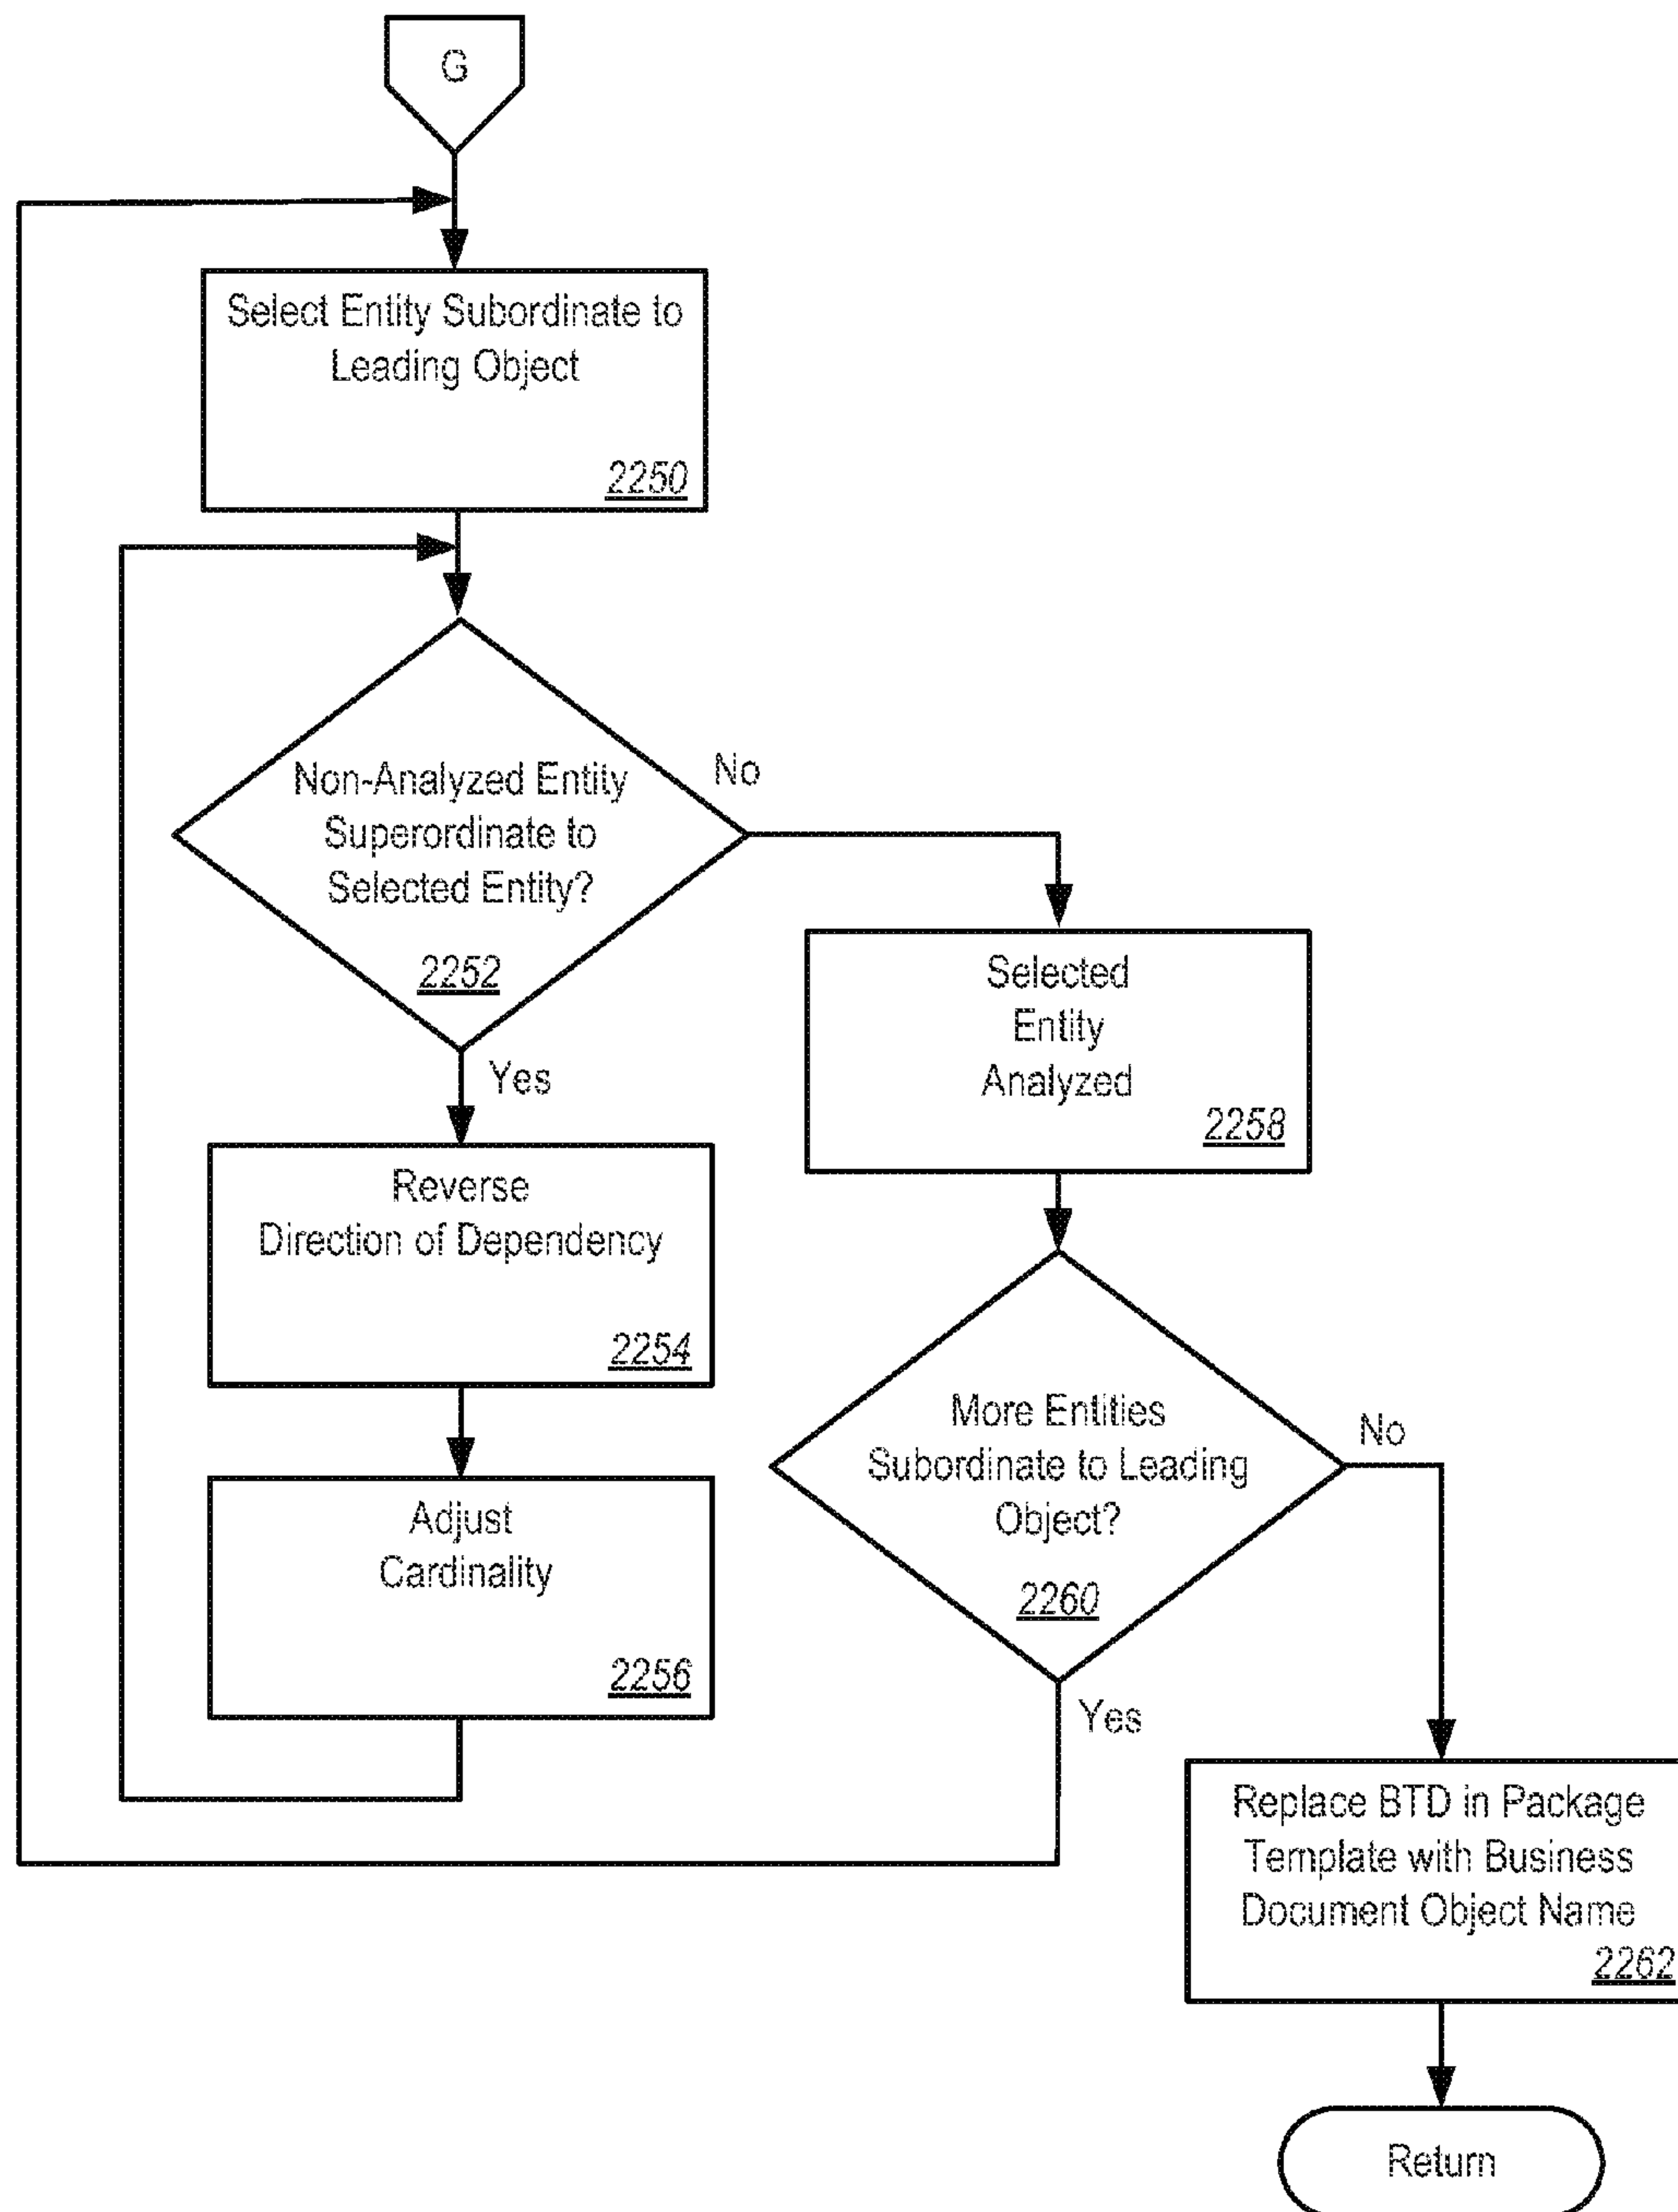 G
Select Entity Subordinate to
Leading Object
2250
Non-Analyzed Entity
Superordinate to
Selected Entity?
2252
No
Yes
Selected
Entity
Analyzed
2258
Reverse
Direction of Dependency
2254
More Entities
Subordinate to Leading
Object?
2260
No
Yes
Adjust
Cardinality
2256
Replace BTD in Package
Template with Business
Document Object Name
2262
Return